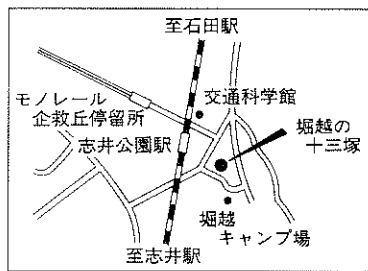 至石田駅
モノレール
企救丘停留所
交通科学館
志井公園駅
堀越の
十三塚
堀越
キャンプ場
至志井駅